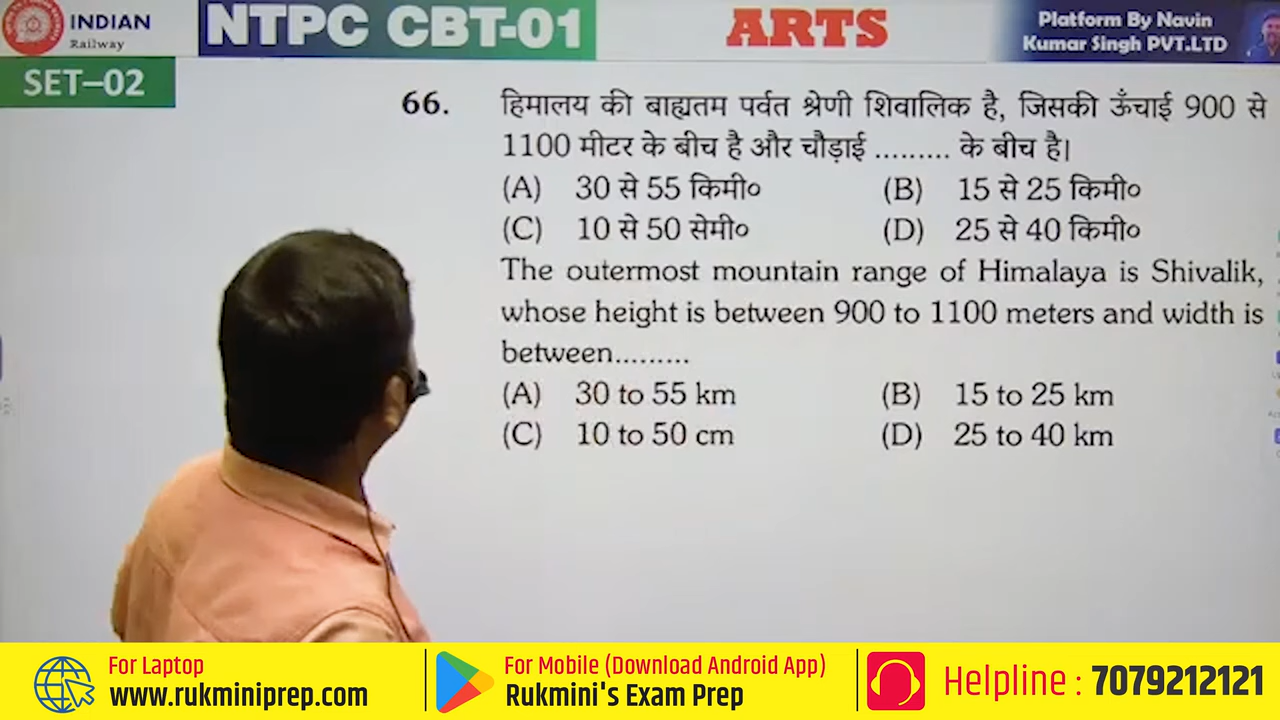 INDIAN
Railway
NTPC CBT-01
ARTS
Platform By Navin
Kumar Singh PVT.LTD
SET–02
66. हिमालय की बाह्यतम पर्वत श्रेणी शिवालिक है, जिसकी ऊँचाई 900 से
1100 मीटर के बीच है और चौड़ाई ......... के बीच है।
(A) 30 से 55 किमी० (B) 15 से 25 किमी०
(C) 10 से 50 सेमी० (D) 25 से 40 किमी०
The outermost mountain range of Himalaya is Shivalik,
whose height is between 900 to 1100 meters and width is
between.........
(A) 30 to 55 km (B) 15 to 25 km
(C) 10 to 50 cm (D) 25 to 40 km
For Laptop
www.rukminiprep.com
For Mobile (Download Android App)
Rukmini's Exam Prep
Helpline : 7079212121